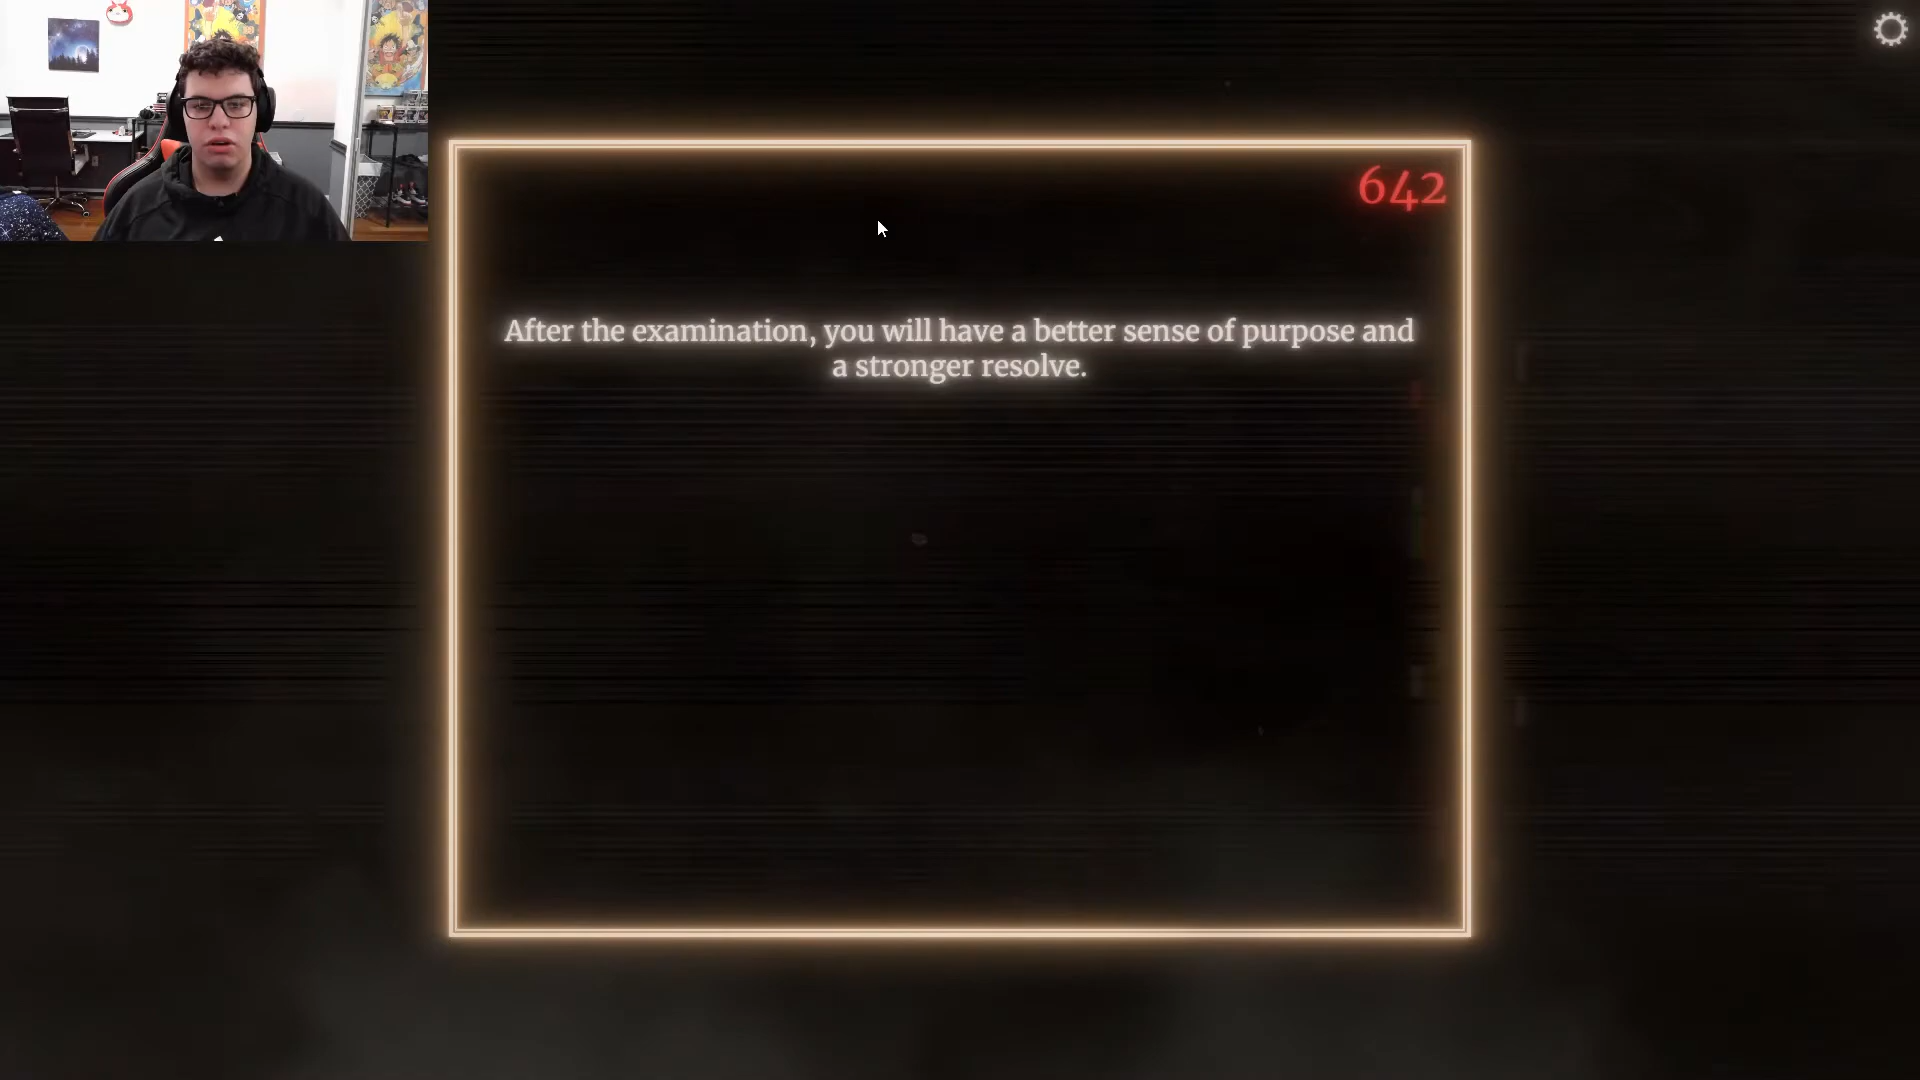 642
After the examination, you will have a better sense of purpose and
a stronger resolve.